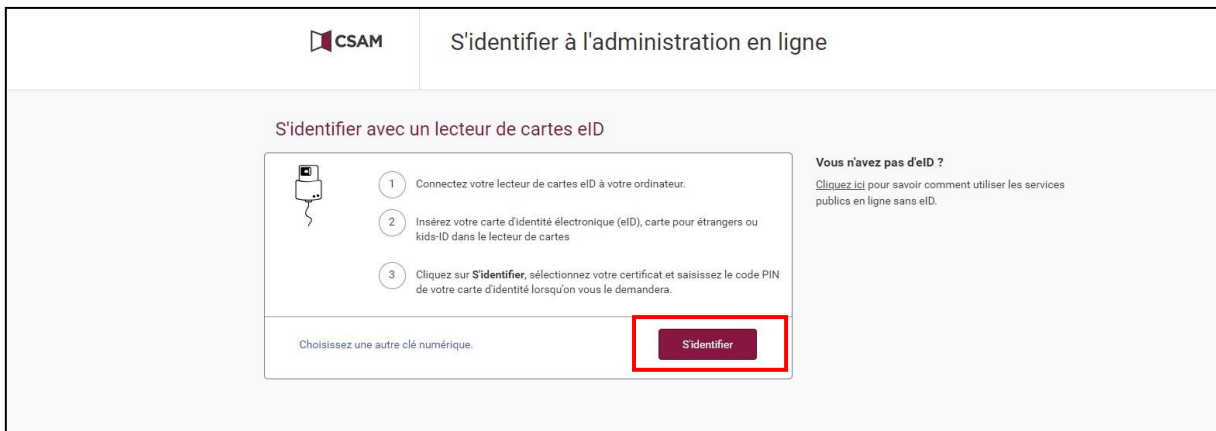 CSAM
S'identifier à l'administration en ligne
S'identifier avec un lecteur de cartes eID
1 Connectez votre lecteur de cartes eID à votre ordinateur.
2 Insérez votre carte d'identité électronique (eID), carte pour étrangers ou
kids-ID dans le lecteur de cartes
3 Cliquez sur S'identifier, sélectionnez votre certificat et saisissez le code PIN
de votre carte d'identité lorsqu'on vous le demandera.
Choisissez une autre clé numérique.
S'identifier
Vous n'avez pas d'eID ?
Cliquez ici pour savoir comment utiliser les services
publics en ligne sans eID.